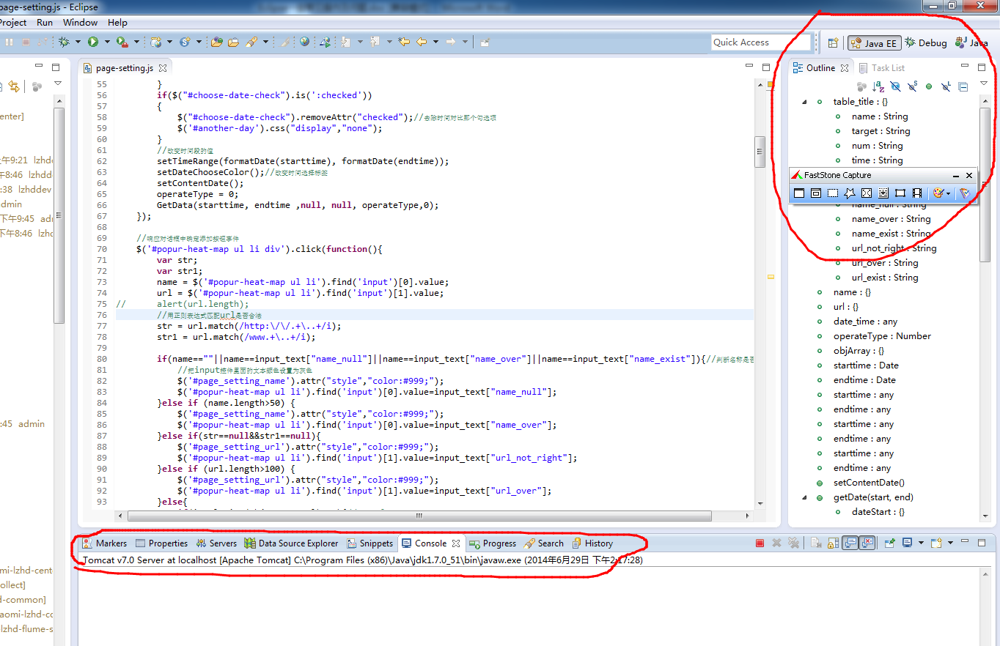 page-setting.js - Eclipse
Project Run Window Help
Quick Access
Java EE Debug Java
page-setting.js
Outline Task List
enter]
上午9:21 lzhd
午8:46 lzhdd
:38 lzhddev
dmin
下午9:45 adm
下午8:46 lzhd
:45 admin
omi-lzhd-cent
ollect]
d-common]
aomi-lzhd-co
-lzhd-flume-s
55 }
56 if($("#choose-date-check").is(':checked'))
57 {
58 $("#choose-date-check").removeAttr("checked");//去除时间对比那个勾选项
59 $('#another-day').css("display","none");
60 }
61 //改变时间段的值
62 setTimeRange(formatDate(starttime), formatDate(endtime));
63 setDateChooseColor();//改变时间选择标签
64 setContentDate();
65 operateType = 0;
66 GetData(starttime, endtime ,null, null, operateType,0);
67 });
68
69 //响应对话框中确定添加按钮事件
70 $('#popur-heat-map ul li div').click(function(){
71 var str;
72 var str1;
73 name = $('#popur-heat-map ul li').find('input')[0].value;
74 url = $('#popur-heat-map ul li').find('input')[1].value;
75 // alert(url.length);
76 //用正则表达式匹配url是否合法
77 str = url.match(/http:\/\/.+\..+/i);
78 str1 = url.match(/www.+\..+/i);
79
80 if(name==""||name==input_text["name_null"]||name==input_text["name_over"]||name==input_text["name_exist"]){//判断名称是否
81 //把input控件里面的文本颜色设置为灰色
82 $('#page_setting_name').attr("style","color:#999;");
83 $('#popur-heat-map ul li').find('input')[0].value=input_text["name_null"];
84 }else if (name.length>50) {
85 $('#page_setting_name').attr("style","color:#999;");
86 $('#popur-heat-map ul li').find('input')[0].value=input_text["name_over"];
87 }else if(str==null&&str1==null){
88 $('#page_setting_url').attr("style","color:#999;");
89 $('#popur-heat-map ul li').find('input')[1].value=input_text["url_not_right"];
90 }else if (url.length>100) {
91 $('#page_setting_url').attr("style","color:#999;");
92 $('#popur-heat-map ul li').find('input')[1].value=input_text["url_over"];
93 }else{
table_title : {}
name : String
target : String
num : String
time : String
FastStone Capture
name_null : String
name_over : String
name_exist : String
url_not_right : String
url_over : String
url_exist : String
name : {}
url : {}
date_time : any
operateType : Number
objArray : {}
starttime : Date
endtime : Date
starttime : any
endtime : any
starttime : any
endtime : any
starttime : any
endtime : any
setContentDate()
getDate(start, end)
dateStart : {}
Markers Properties Servers Data Source Explorer Snippets Console Progress Search History
Tomcat v7.0 Server at localhost [Apache Tomcat] C:\Program Files (x86)\Java\jdk1.7.0_51\bin\javaw.exe (2014年6月29日 下午2:17:28)